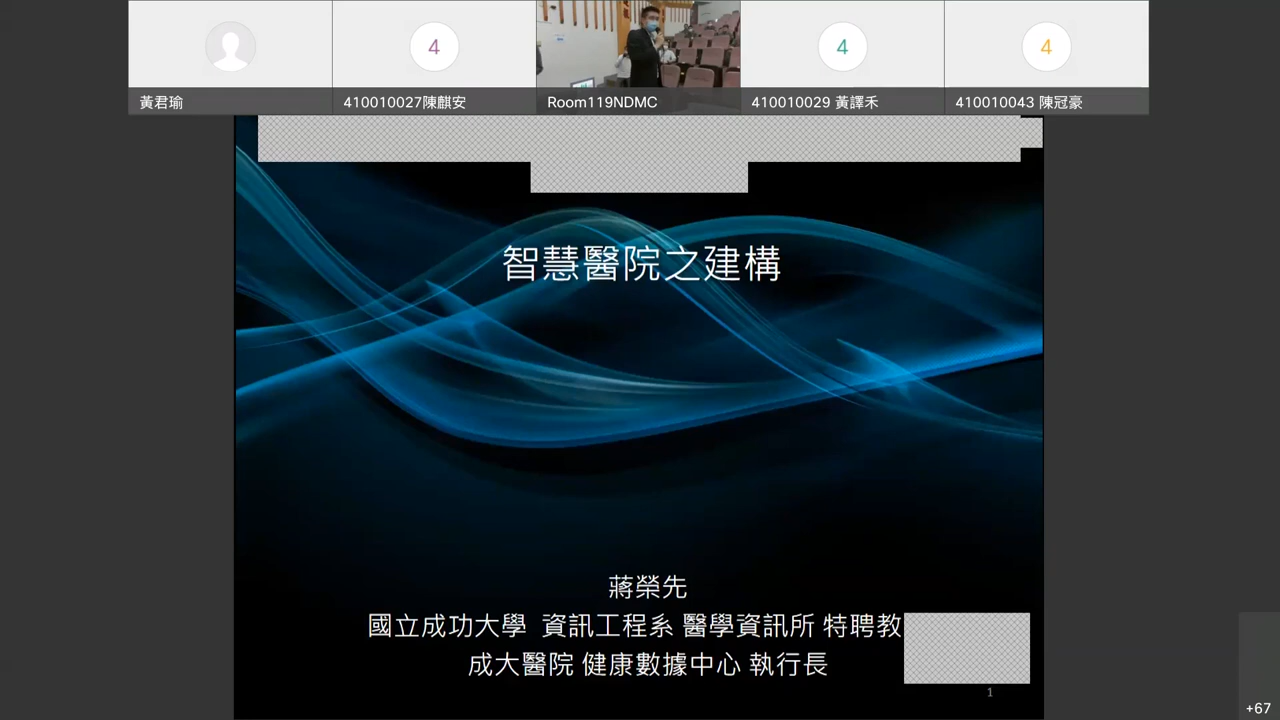 4
4
4
黃君瑜
410010027陳麒安
Room119NDMC
410010029 黃譯禾
410010043 陳冠豪
智慧醫院之建構
蔣榮先
國立成功大學 資訊工程系 醫學資訊所 特聘教
成大醫院 健康數據中心 執行長
1
+67